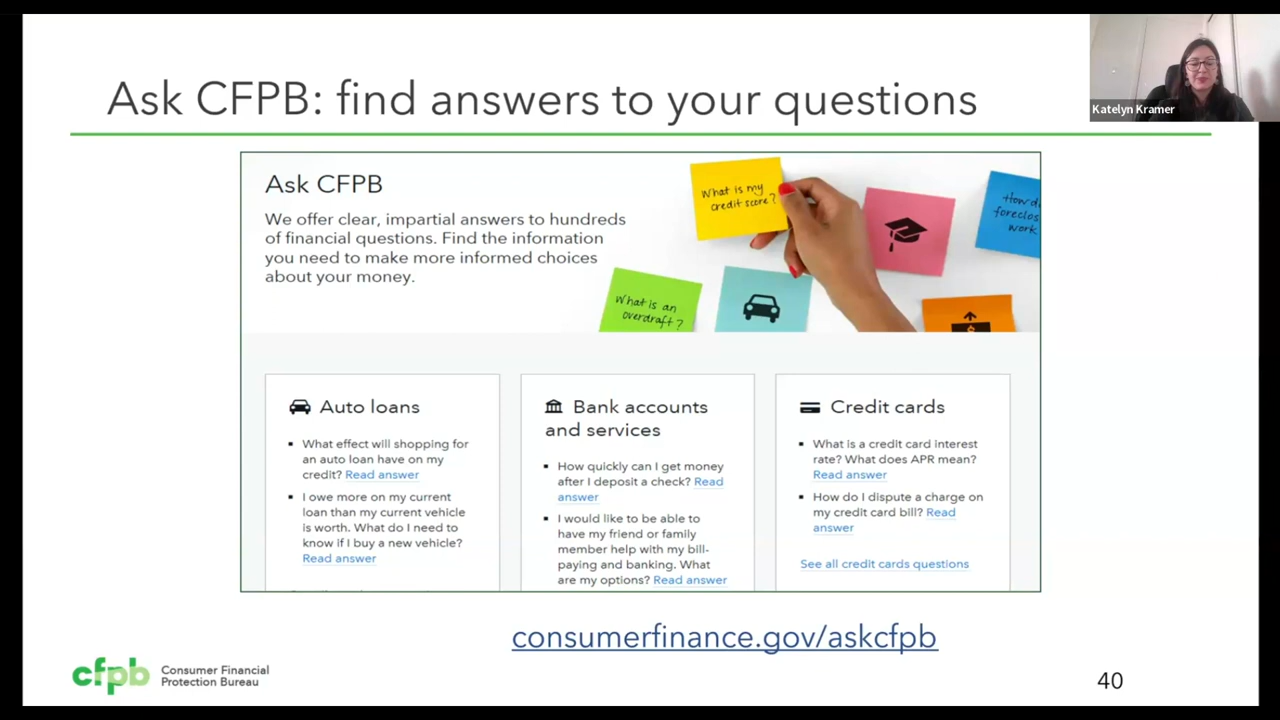 Ask CFPB: find answers to your questions
Katelyn Kramer
Ask CFPB
We offer clear, impartial answers to hundreds
of financial questions. Find the information
you need to make more informed choices
about your money.
What is my
credit score?
How do
foreclos
work
What is an
overdraft?
$
Auto loans
What effect will shopping for
an auto loan have on my
credit? Read answer
I owe more on my current
loan than my current vehicle
is worth. What do I need to
know if I buy a new vehicle?
Read answer
Bank accounts
and services
How quickly can I get money
after I deposit a check? Read
answer
I would like to be able to
have my friend or family
member help with my bill-
paying and banking. What
are my options? Read answer
Credit cards
What is a credit card interest
rate? What does APR mean?
Read answer
How do I dispute a charge on
my credit card bill? Read
answer
See all credit cards questions
consumerfinance.gov/askcfpb
cfpb
Consumer Financial
Protection Bureau
40